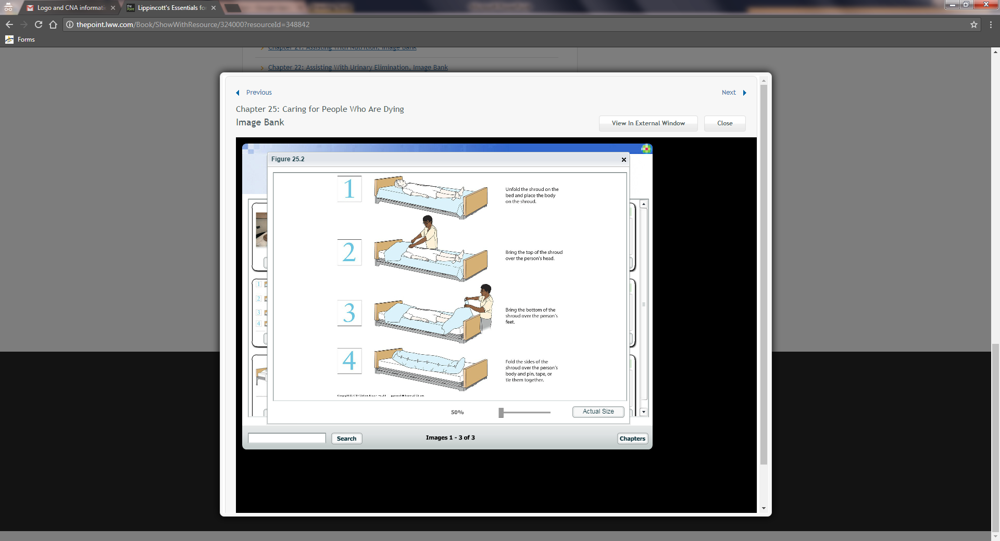 Logo and CNA informati
the Point
Lippincott's Essentials fo
thepoint.lww.com/Book/ShowWithResource/324000?resourceId=348842
Forms
Chapter 21: Assisting With Nutrition, Image Bank
Chapter 22: Assisting With Urinary Elimination, Image Bank
Previous
Next
Chapter 25: Caring for People Who Are Dying
Image Bank
View In External Window
Close
Figure 25.2
1
Unfold the shroud on the
bed and place the body
on the shroud.
2
Bring the top of the shroud
over the person's head.
1
2
3
4
3
Bring the bottom of the
shroud over the person's
feet.
4
Fold the sides of the
shroud over the person's
body and pin, tape, or
tie them together.
50%
Actual Size
Search
Images 1 - 3 of 3
Chapters